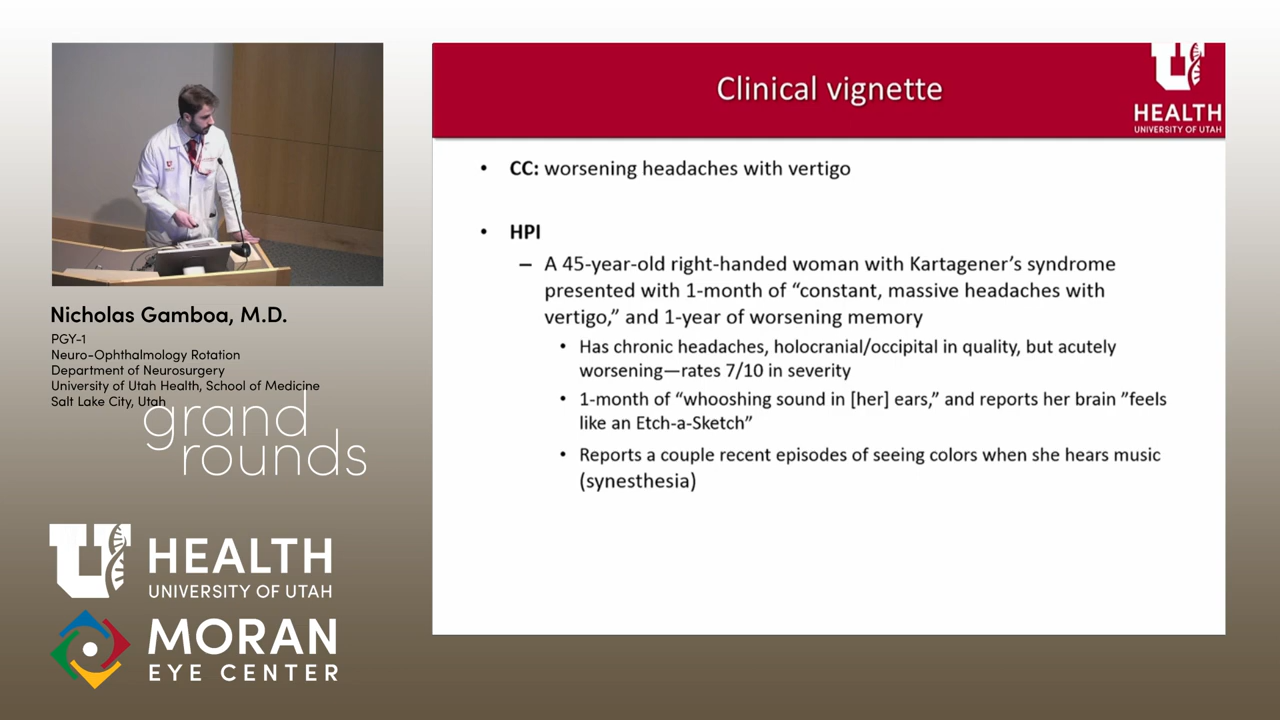 Clinical vignette
HEALTH
UNIVERSITY OF UTAH
• CC: worsening headaches with vertigo
• HPI
– A 45-year-old right-handed woman with Kartagener’s syndrome
presented with 1-month of “constant, massive headaches with
vertigo,” and 1-year of worsening memory
• Has chronic headaches, holocranial/occipital in quality, but acutely
worsening—rates 7/10 in severity
• 1-month of “whooshing sound in [her] ears,” and reports her brain ”feels
like an Etch-a-Sketch”
• Reports a couple recent episodes of seeing colors when she hears music
(synesthesia)
Nicholas Gamboa, M.D.
PGY-1
Neuro-Ophthalmology Rotation
Department of Neurosurgery
University of Utah Health, School of Medicine
Salt Lake City, Utah
grand
rounds
U HEALTH
UNIVERSITY OF UTAH
MORAN
EYE CENTER